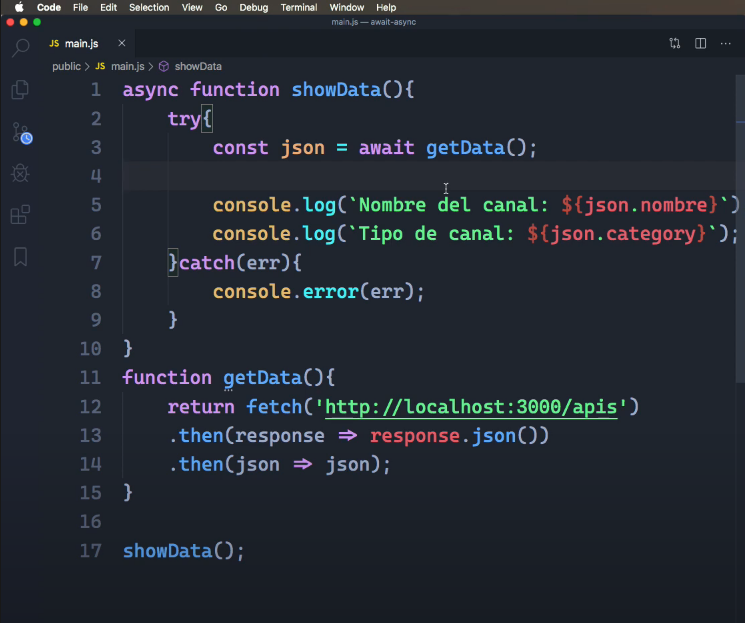 Code File Edit Selection View Go Debug Terminal Window Help
main.js — await-async
JS main.js ×
public > JS main.js > showData
1 async function showData(){
2 try{
3 const json = await getData();
4
5 console.log(`Nombre del canal: ${json.nombre}`)
6 console.log(`Tipo de canal: ${json.category}`);
7 }catch(err){
8 console.error(err);
9 }
10 }
11 function getData(){
12 return fetch('http://localhost:3000/apis')
13 .then(response => response.json())
14 .then(json => json);
15 }
16
17 showData();